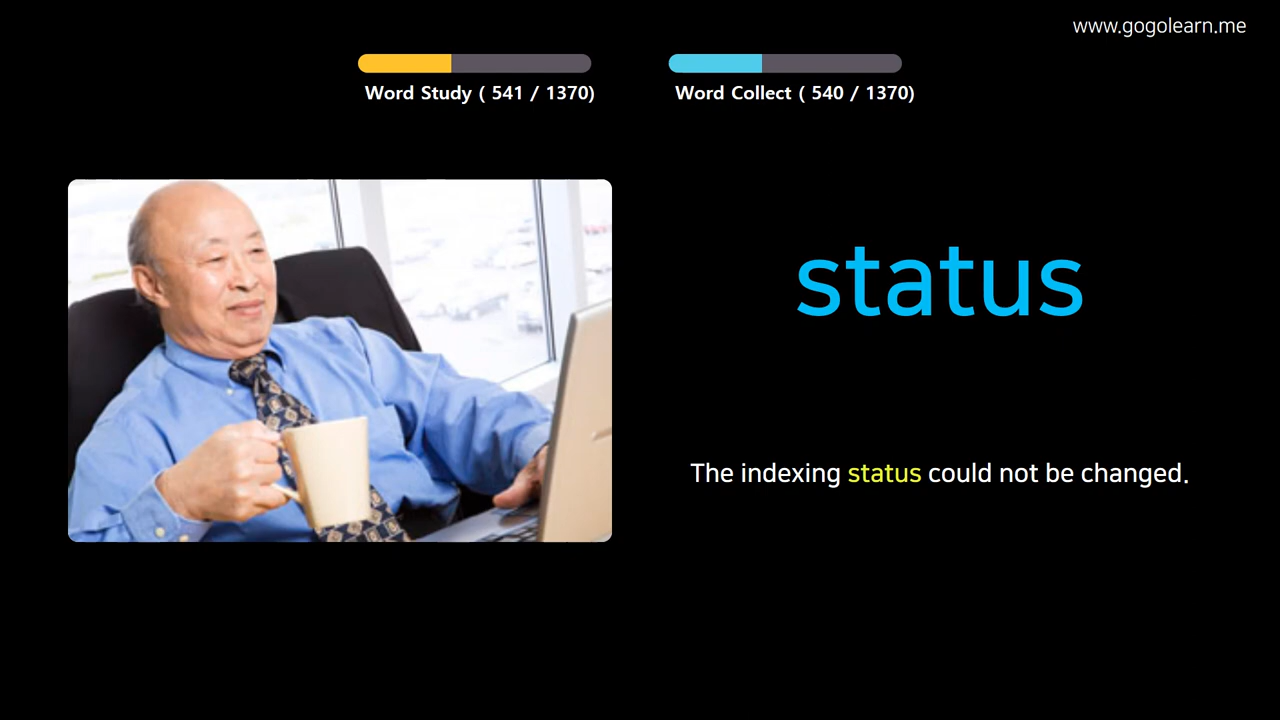 www.gogolearn.me
Word Study ( 541 / 1370)
Word Collect ( 540 / 1370)
status
The indexing status could not be changed.